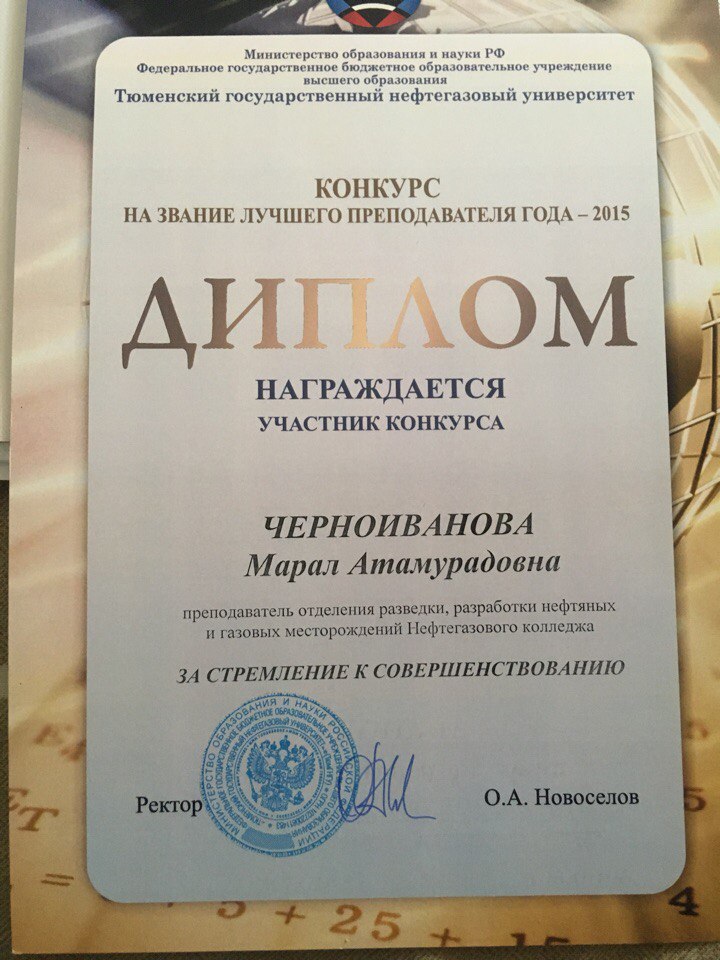 Министерство образования и науки РФ
Федеральное государственное бюджетное образовательное учреждение
высшего образования
Тюменский государственный нефтегазовый университет
КОНКУРС
НА ЗВАНИЕ ЛУЧШЕГО ПРЕПОДАВАТЕЛЯ ГОДА – 2015
ДИПЛОМ
НАГРАЖДАЕТСЯ
УЧАСТНИК КОНКУРСА
ЧЕРНОИВАНОВА
Марал Атамурадовна
преподаватель отделения разведки, разработки нефтяных
и газовых месторождений Нефтегазового колледжа
ЗА СТРЕМЛЕНИЕ К СОВЕРШЕНСТВОВАНИЮ
МИНИСТЕРСТВО ОБРАЗОВАНИЯ И НАУКИ РОССИЙСКОЙ ФЕДЕРАЦИИ
Ректор
О.А. Новоселов
5 + 25 +
4